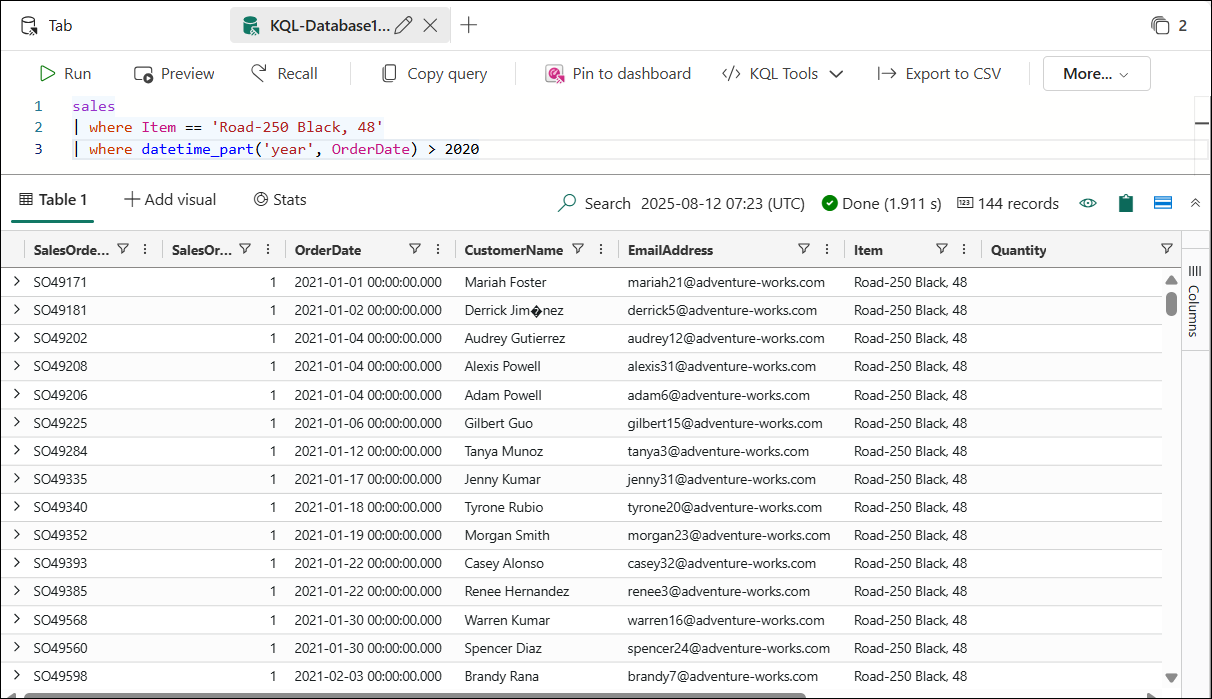 Tab KQL-Database1... 2
Run Preview Recall Copy query Pin to dashboard </> KQL Tools Export to CSV More...
1 sales
2 | where Item == 'Road-250 Black, 48'
3 | where datetime_part('year', OrderDate) > 2020
Table 1 + Add visual Stats Search 2025-08-12 07:23 (UTC) Done (1.911 s) 123 144 records
SalesOrde... SalesOr... OrderDate CustomerName EmailAddress Item Quantity
SO49171 1 2021-01-01 00:00:00.000 Mariah Foster mariah21@adventure-works.com Road-250 Black, 48
SO49181 1 2021-01-02 00:00:00.000 Derrick Jim�nez derrick5@adventure-works.com Road-250 Black, 48
SO49202 1 2021-01-04 00:00:00.000 Audrey Gutierrez audrey12@adventure-works.com Road-250 Black, 48
SO49208 1 2021-01-04 00:00:00.000 Alexis Powell alexis31@adventure-works.com Road-250 Black, 48
SO49206 1 2021-01-04 00:00:00.000 Adam Powell adam6@adventure-works.com Road-250 Black, 48
SO49225 1 2021-01-06 00:00:00.000 Gilbert Guo gilbert15@adventure-works.com Road-250 Black, 48
SO49284 1 2021-01-12 00:00:00.000 Tanya Munoz tanya3@adventure-works.com Road-250 Black, 48
SO49335 1 2021-01-17 00:00:00.000 Jenny Kumar jenny31@adventure-works.com Road-250 Black, 48
SO49340 1 2021-01-18 00:00:00.000 Tyrone Rubio tyrone20@adventure-works.com Road-250 Black, 48
SO49352 1 2021-01-19 00:00:00.000 Morgan Smith morgan23@adventure-works.com Road-250 Black, 48
SO49393 1 2021-01-22 00:00:00.000 Casey Alonso casey32@adventure-works.com Road-250 Black, 48
SO49385 1 2021-01-22 00:00:00.000 Renee Hernandez renee3@adventure-works.com Road-250 Black, 48
SO49568 1 2021-01-30 00:00:00.000 Warren Kumar warren16@adventure-works.com Road-250 Black, 48
SO49560 1 2021-01-30 00:00:00.000 Spencer Diaz spencer24@adventure-works.com Road-250 Black, 48
SO49598 1 2021-02-03 00:00:00.000 Brandy Rana brandy7@adventure-works.com Road-250 Black, 48
Columns